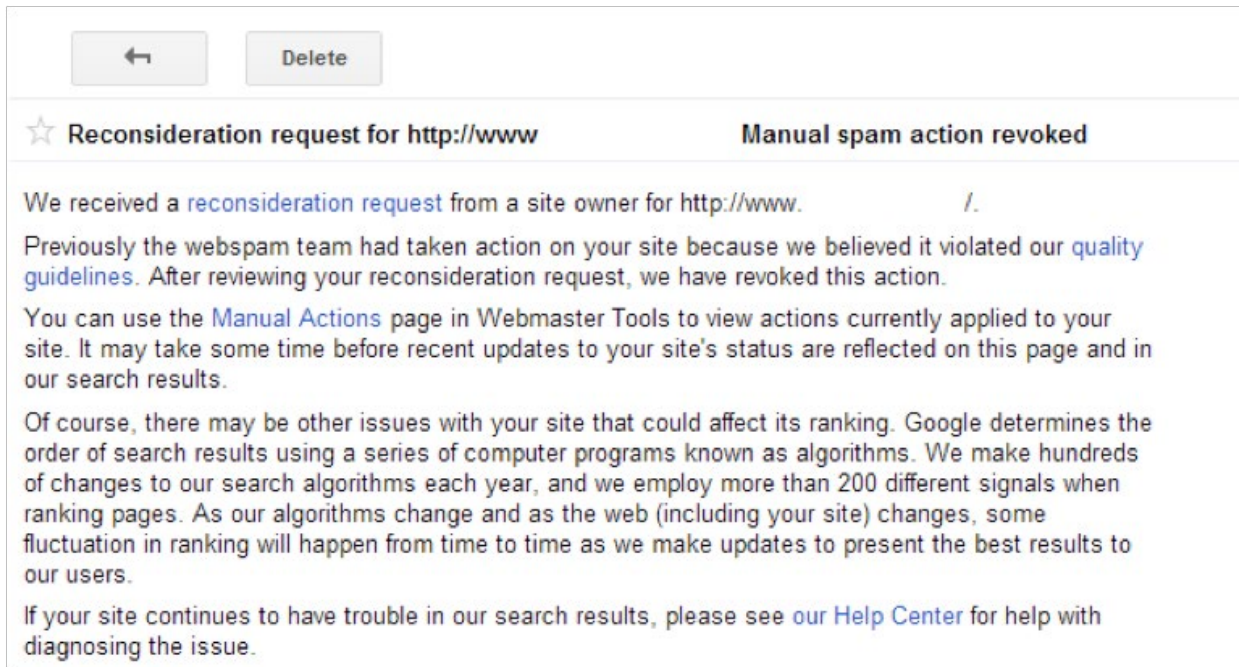 Delete
Reconsideration request for http://www Manual spam action revoked
We received a reconsideration request from a site owner for http://www. /.
Previously the webspam team had taken action on your site because we believed it violated our quality
guidelines. After reviewing your reconsideration request, we have revoked this action.
You can use the Manual Actions page in Webmaster Tools to view actions currently applied to your
site. It may take some time before recent updates to your site's status are reflected on this page and in
our search results.
Of course, there may be other issues with your site that could affect its ranking. Google determines the
order of search results using a series of computer programs known as algorithms. We make hundreds
of changes to our search algorithms each year, and we employ more than 200 different signals when
ranking pages. As our algorithms change and as the web (including your site) changes, some
fluctuation in ranking will happen from time to time as we make updates to present the best results to
our users.
If your site continues to have trouble in our search results, please see our Help Center for help with
diagnosing the issue.